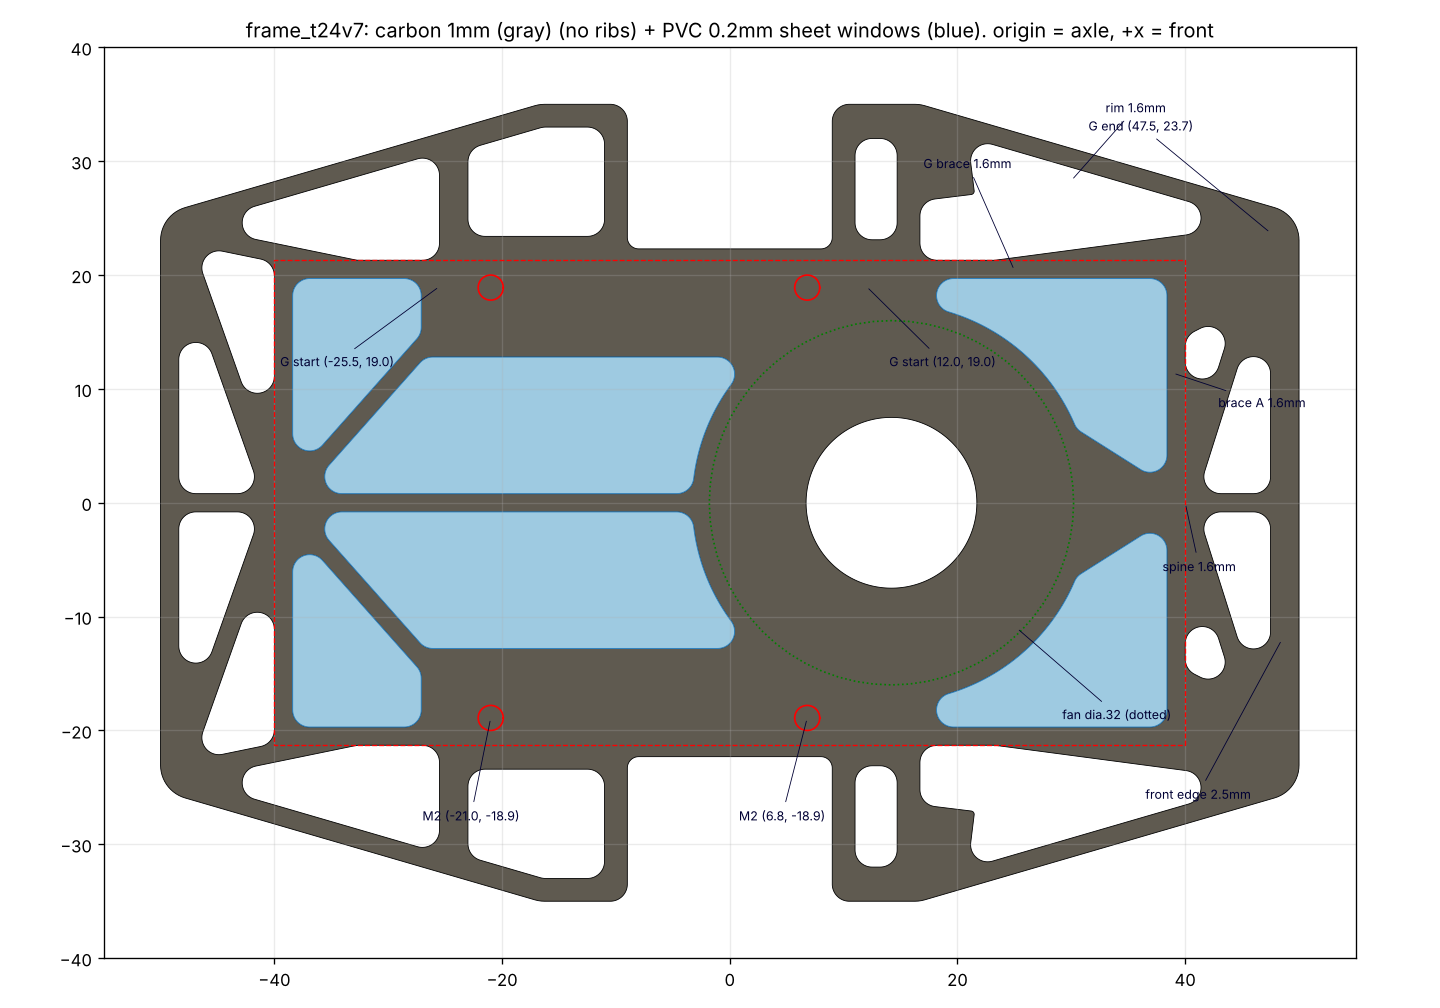 frame_t24v7: carbon 1mm (gray) (no ribs) + PVC 0.2mm sheet windows (blue). origin = axle, +x = front
40
30
20
10
0
−10
−20
−30
−40
rim 1.6mm
G end (47.5, 23.7)
G brace 1.6mm
G start (-25.5, 19.0)
G start (12.0, 19.0)
brace A 1.6mm
spine 1.6mm
fan dia.32 (dotted)
front edge 2.5mm
M2 (-21.0, -18.9)
M2 (6.8, -18.9)
−40
−20
0
20
40